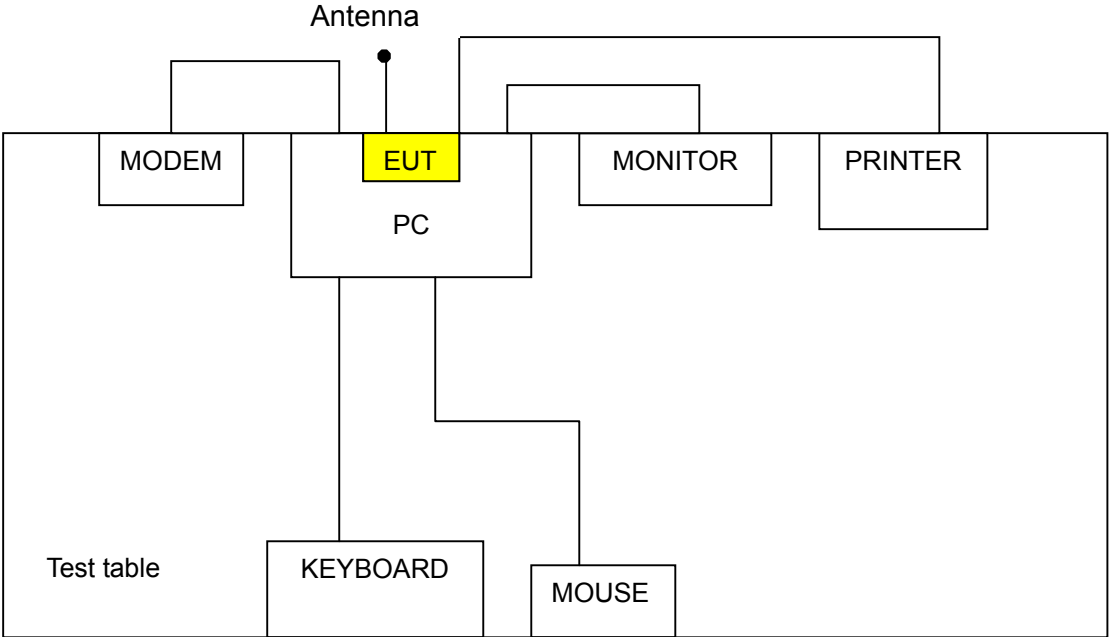 Antenna
MODEM
EUT
MONITOR
PRINTER
PC
Test table
KEYBOARD
MOUSE